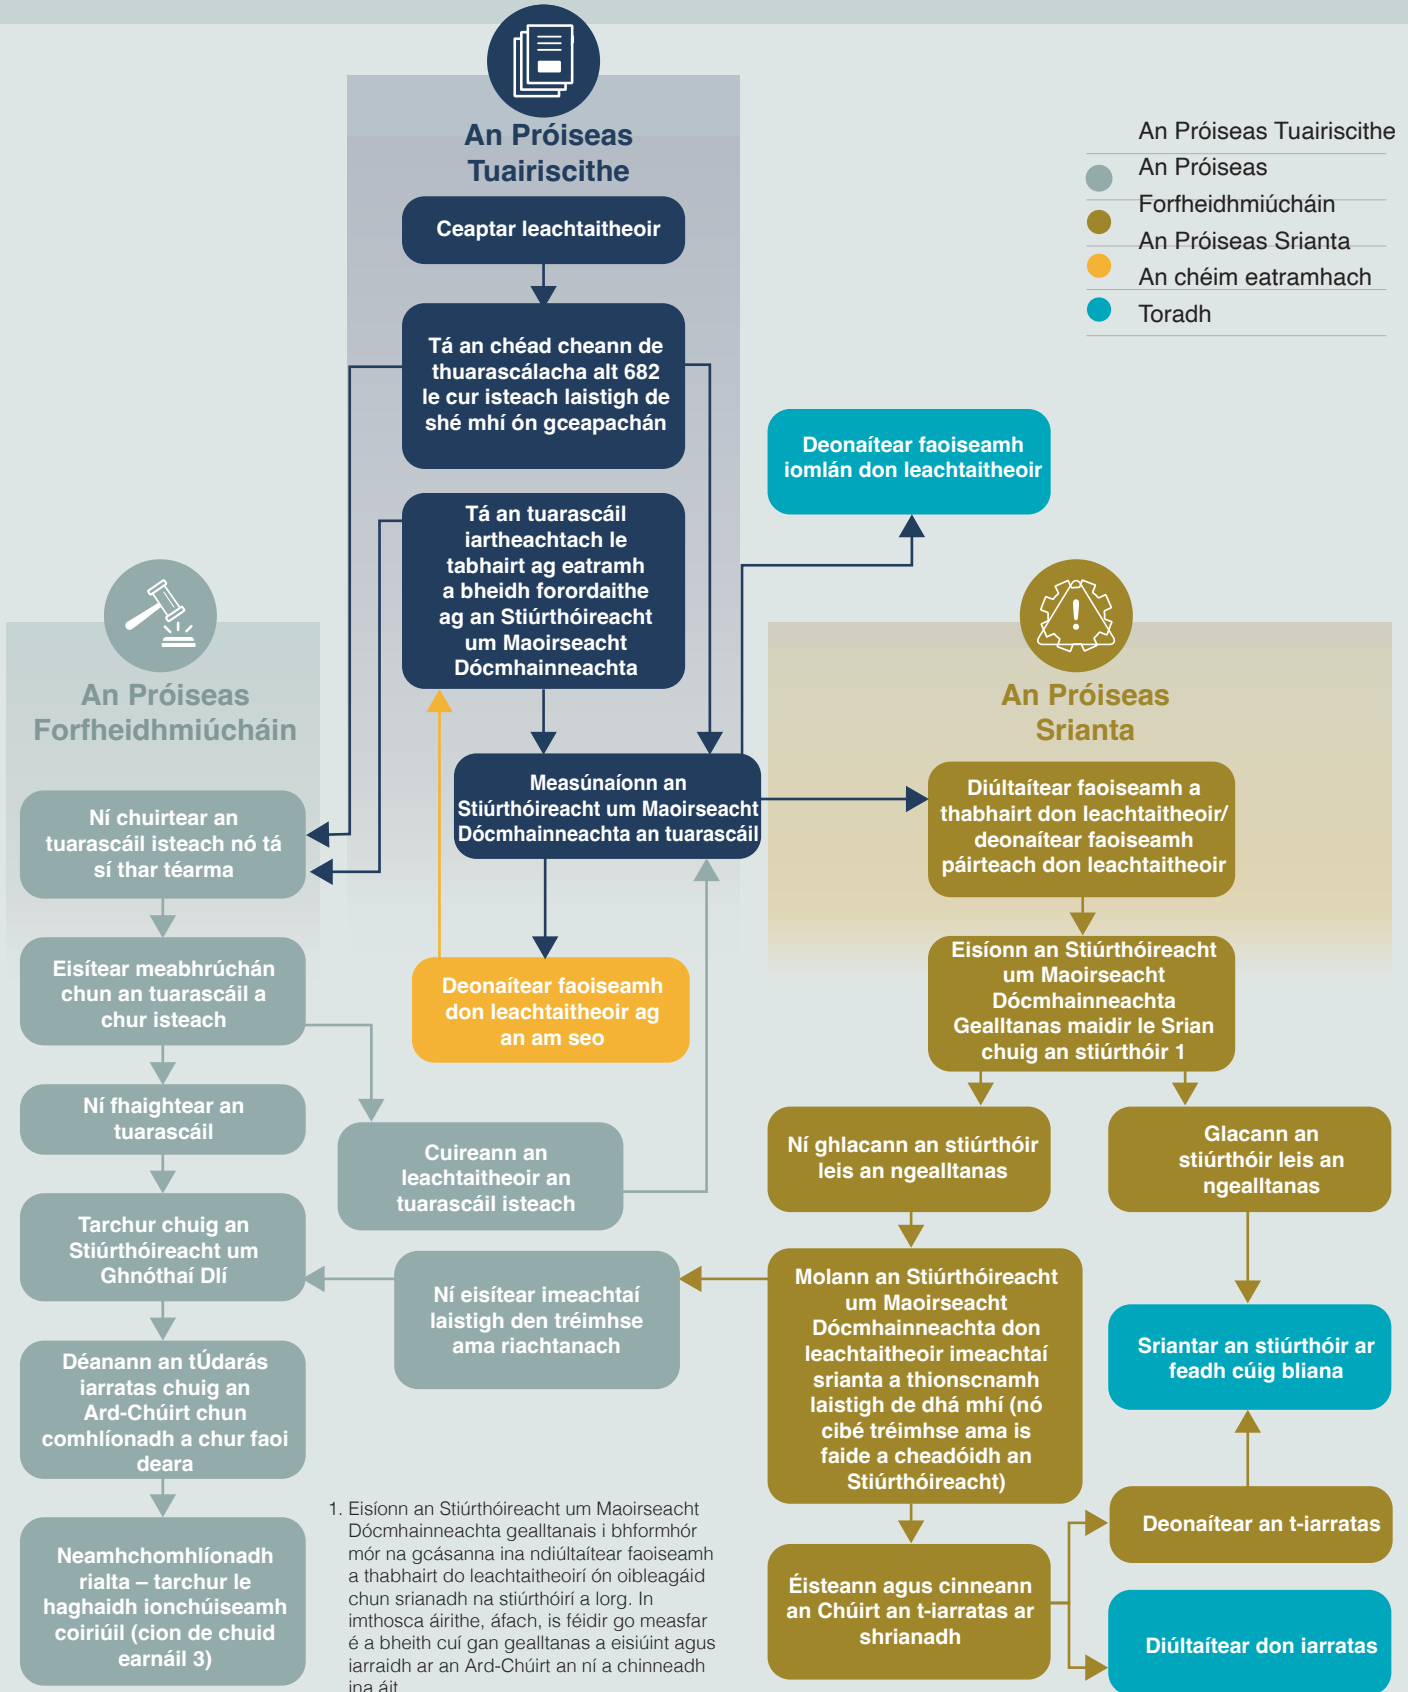 An Próiseas
Tuairiscithe
Ceaptar leachtaitheoir
Tá an chéad cheann de
thuarascálacha alt 682
le cur isteach laistigh de
shé mhí ón gceapachán
Tá an tuarascáil
iartheachtach le
tabhairt ag eatramh
a bheidh forordaithe
ag an Stiúrthóireacht
um Maoirseacht
Dócmhainneachta
Measúnaíonn an
Stiúrthóireacht um Maoirseacht
Dócmhainneachta an tuarascáil
Deonaítear faoiseamh
don leachtaitheoir ag
an am seo
An Próiseas Tuairiscithe
An Próiseas
Forfheidhmiúcháin
An Próiseas Srianta
An chéim eatramhach
Toradh
Deonaítear faoiseamh
iomlán don leachtaitheoir
An Próiseas
Forfheidhmiúcháin
Ní chuirtear an
tuarascáil isteach nó tá
sí thar téarma
Eisítear meabhrúchán
chun an tuarascáil a
chur isteach
Ní fhaightear an
tuarascáil
Cuireann an
leachtaitheoir an
tuarascáil isteach
Tarchur chuig an
Stiúrthóireacht um
Ghnóthaí Dlí
Ní eisítear imeachtaí
laistigh den tréimhse
ama riachtanach
Déanann an tÚdarás
iarratas chuig an
Ard-Chúirt chun
comhlíonadh a chur faoi
deara
Neamhchomhlíonadh
rialta – tarchur le
haghaidh ionchúiseamh
coiriúil (cion de chuid
earnáil 3)
An Próiseas
Srianta
Diúltaítear faoiseamh a
thabhairt don leachtaitheoir/
deonaítear faoiseamh
páirteach don leachtaitheoir
Eisíonn an Stiúrthóireacht
um Maoirseacht
Dócmhainneachta
Gealltanas maidir le Srian
chuig an stiúrthóir 1
Ní ghlacann an stiúrthóir
leis an ngealltanas
Glacann an
stiúrthóir leis an
ngealltanas
Molann an Stiúrthóireacht
um Maoirseacht
Dócmhainneachta don
leachtaitheoir imeachtaí
srianta a thionscnamh
laistigh de dhá mhí (nó
cibé tréimhse ama is
faide a cheadóidh an
Stiúrthóireacht)
Sriantar an stiúrthóir ar
feadh cúig bliana
Éisteann agus cinneann
an Chúirt an t-iarratas ar
shrianadh
Deonaítear an t-iarratas
Diúltaítear don iarratas
1. Eisíonn an Stiúrthóireacht um Maoirseacht
Dócmhainneachta gealltanais i bhformhór
mór na gcásanna ina ndiúltaítear faoiseamh
a thabhairt do leachtaitheoirí ón oibleagáid
chun srianadh na stiúrthóirí a lorg. In
imthosca áirithe, áfach, is féidir go measfar
é a bheith cuí gan gealltanas a eisiúint agus
iarraidh ar an Ard-Chúirt an ní a chinneadh
ina áit